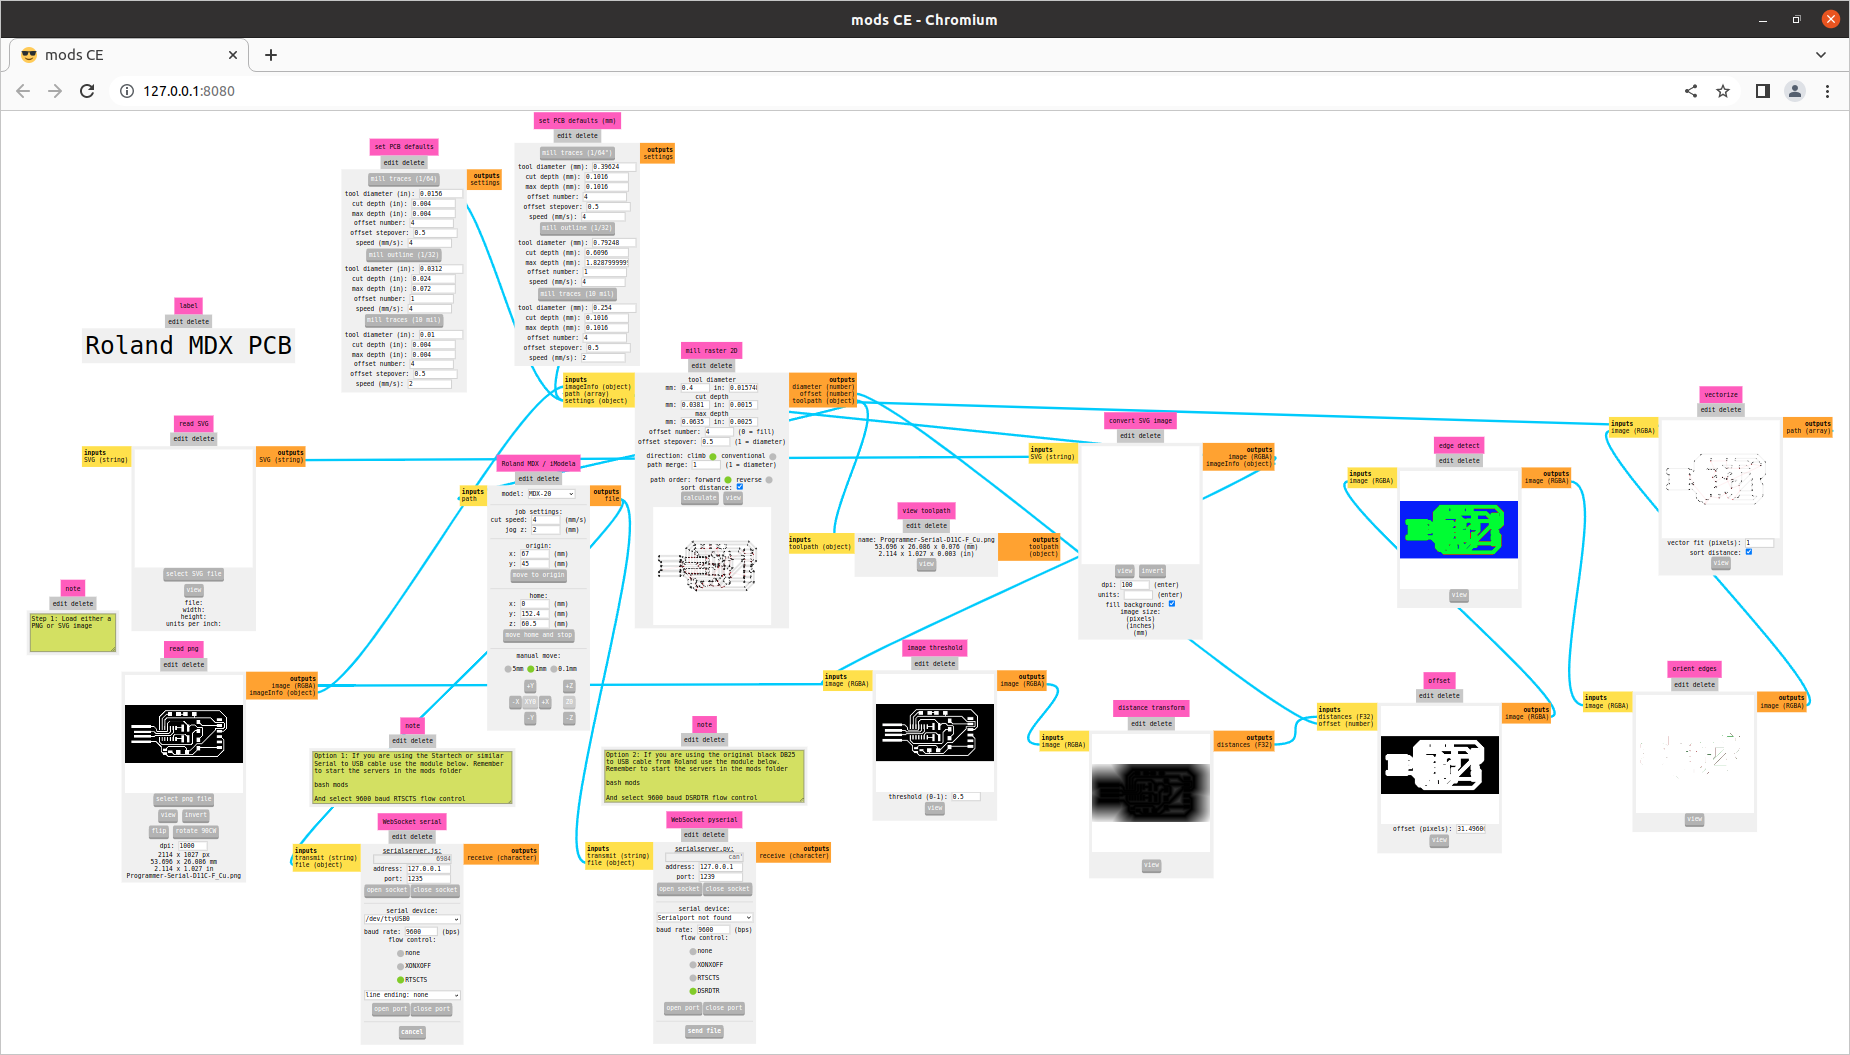 mods CE - Chromium
mods CE
127.0.0.1:8080
set PCB defaults (mm)
edit delete
outputs
settings
mill traces (1/64")
tool diameter (mm): 0.39624
cut depth (mm): 0.1016
max depth (mm): 0.1016
offset number: 4
offset stepover: 0.5
speed (mm/s): 4
mill outline (1/32)
tool diameter (mm): 0.79248
cut depth (mm): 0.6096
max depth (mm): 1.828799999
offset number: 1
speed (mm/s): 4
mill traces (10 mil)
tool diameter (mm): 0.254
cut depth (mm): 0.1016
max depth (mm): 0.1016
offset number: 4
offset stepover: 0.5
speed (mm/s): 2
set PCB defaults
edit delete
outputs
settings
mill traces (1/64)
tool diameter (in): 0.0156
cut depth (in): 0.004
max depth (in): 0.004
offset number: 4
offset stepover: 0.5
speed (mm/s): 4
mill outline (1/32)
tool diameter (in): 0.0312
cut depth (in): 0.024
max depth (in): 0.072
offset number: 1
speed (mm/s): 4
mill traces (10 mil)
tool diameter (in): 0.01
cut depth (in): 0.004
max depth (in): 0.004
offset number: 4
offset stepover: 0.5
speed (mm/s): 2
label
edit delete
Roland MDX PCB
mill raster 2D
edit delete
inputs
imageInfo (object)
path (array)
settings (object)
outputs
diameter (number)
offset (number)
toolpath (object)
tool diameter
mm: 0.4 in: 0.01574
cut depth
mm: 0.0381 in: 0.0015
max depth
mm: 0.0635 in: 0.0025
offset number: 4 (0 = fill)
offset stepover: 0.5 (1 = diameter)
direction: climb conventional
path merge: 1 (1 = diameter)
path order: forward reverse
sort distance:
calculate view
read SVG
edit delete
inputs
SVG (string)
outputs
SVG (string)
select SVG file
view
file:
width:
height:
units per inch:
note
edit delete
Step 1: Load either a
PNG or SVG image
read png
edit delete
outputs
image (RGBA)
imageInfo (object)
select png file
view invert
flip rotate 90CW
dpi: 1000
2114 x 1027 px
53.696 x 26.086 mm
2.114 x 1.027 in
Programmer-Serial-D11C-F_Cu.png
Roland MDX / iModela
edit delete
inputs
path
outputs
file
model: MDX-20
job settings:
cut speed: 4 (mm/s)
jog z: 2 (mm)
origin:
x: 67 (mm)
y: 45 (mm)
move to origin
home:
x: 0 (mm)
y: 152.4 (mm)
z: 60.5 (mm)
move home and stop
manual move:
5mm 1mm 0.1mm
+Y +Z
-X XY0 +X Z0
-Y -Z
note
edit delete
Option 1: If you are using the Startech or similar
Serial to USB cable use the module below. Remember
to start the servers in the mods folder
bash mods
And select 9600 baud RTSCTS flow control
note
edit delete
Option 2: If you are using the original black DB25
to USB cable from Roland use the module below.
Remember to start the servers in the mods folder
bash mods
And select 9600 baud DSRDTR flow control
WebSocket serial
edit delete
inputs
transmit (string)
file (object)
outputs
receive (character)
serialserver.js:
6984
address: 127.0.0.1
port: 1235
open socket close socket
serial device:
/dev/ttyUSB0
baud rate: 9600 (bps)
flow control:
none
XONXOFF
RTSCTS
line ending: none
open port close port
cancel
WebSocket pyserial
edit delete
inputs
transmit (string)
file (object)
outputs
receive (character)
serialserver.py:
can'
address: 127.0.0.1
port: 1239
open socket close socket
serial device:
Serialport not found
baud rate: 9600 (bps)
flow control:
none
XONXOFF
RTSCTS
DSRDTR
open port close port
send file
view toolpath
edit delete
inputs
toolpath (object)
outputs
toolpath
(object)
name: Programmer-Serial-D11C-F_Cu.png
53.696 x 26.086 x 0.076 (mm)
2.114 x 1.027 x 0.003 (in)
view
image threshold
edit delete
inputs
image (RGBA)
outputs
image (RGBA)
threshold (0-1): 0.5
view
convert SVG image
edit delete
inputs
SVG (string)
outputs
image (RGBA)
imageInfo (object)
view invert
dpi: 100 (enter)
units: (enter)
fill background:
image size:
(pixels)
(inches)
(mm)
distance transform
edit delete
inputs
image (RGBA)
outputs
distances (F32)
view
edge detect
edit delete
inputs
image (RGBA)
outputs
image (RGBA)
view
offset
edit delete
inputs
distances (F32)
offset (number)
outputs
image (RGBA)
offset (pixels): 31.4960
view
vectorize
edit delete
inputs
image (RGBA)
outputs
path (array)
vector fit (pixels): 1
sort distance:
view
orient edges
edit delete
inputs
image (RGBA)
outputs
image (RGBA)
view